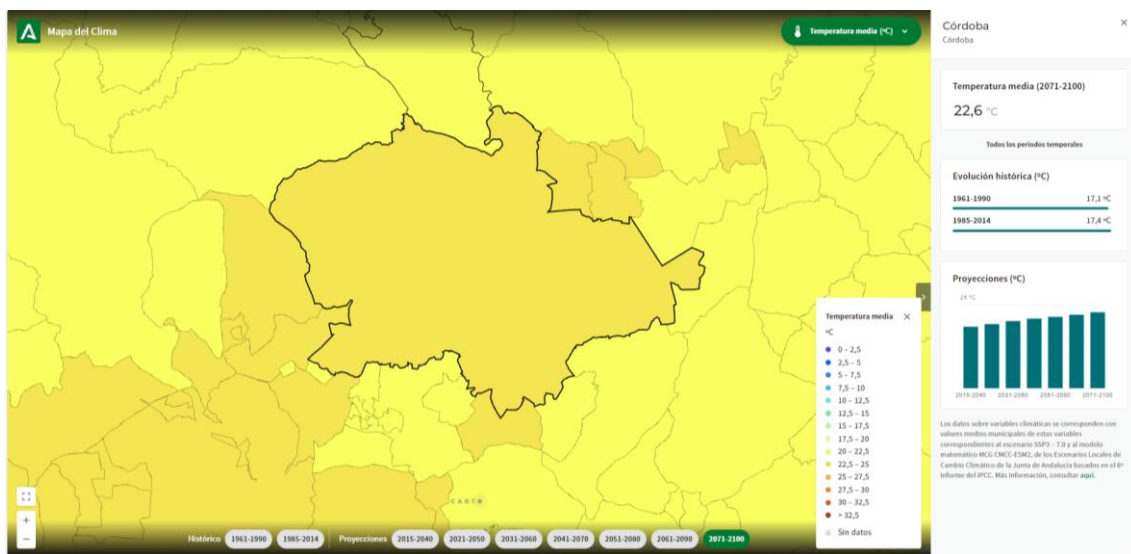 Mapa del Clima
Temperatura media (ºC)
CARTO
Histórico
1961-1990
1985-2014
Proyecciones
2015-2040
2021-2050
2031-2060
2041-2070
2051-2080
2061-2090
2071-2100
Temperatura media
ºC
0 – 2,5
2,5 – 5
5 – 7,5
7,5 – 10
10 – 12,5
12,5 – 15
15 – 17,5
17,5 – 20
20 – 22,5
22,5 – 25
25 – 27,5
27,5 – 30
30 – 32,5
> 32,5
Sin datos
Córdoba
Córdoba
Temperatura media (2071-2100)
22,6 ºC
Todos los periodos temporales
Evolución histórica (ºC)
1961-1990 17,1 ºC
1985-2014 17,4 ºC
Proyecciones (ºC)
2015-2040 2031-2060 2051-2080 2071-2100
Los datos sobre variables climáticas se corresponden con
valores medios municipales de estas variables
correspondientes al escenario SSP3 – 7.0 y al modelo
matemático MCG CMCC-ESM2, de los Escenarios Locales de
Cambio Climático de la Junta de Andalucía basados en el 6º
Informe del IPCC. Más información, consultar aquí.